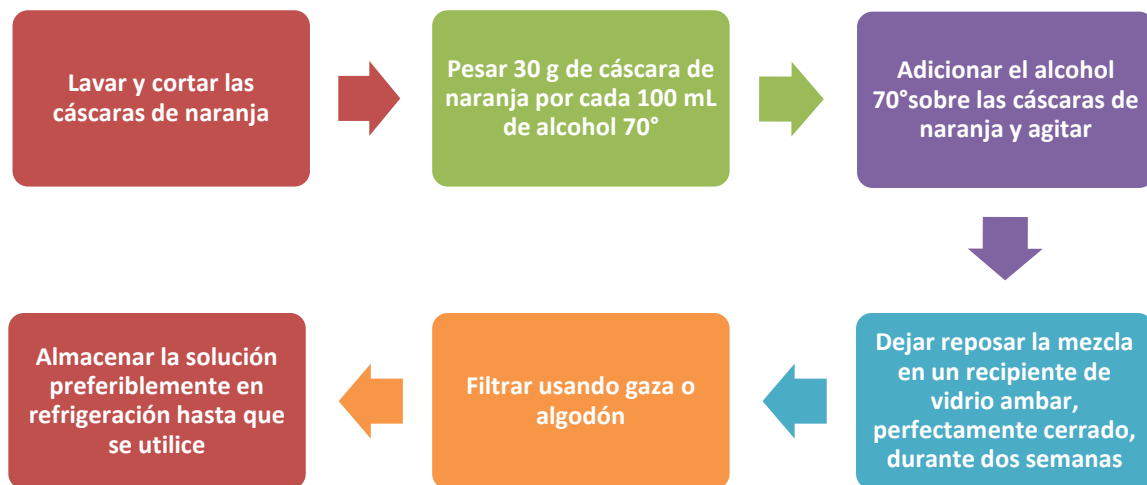 Lavar y cortar las
cáscaras de naranja
Pesar 30 g de cáscara de
naranja por cada 100 mL
de alcohol 70°
Adicionar el alcohol
70°sobre las cáscaras de
naranja y agitar
Dejar reposar la mezcla
en un recipiente de
vidrio ambar,
perfectamente cerrado,
durante dos semanas
Filtrar usando gaza o
algodón
Almacenar la solución
preferiblemente en
refrigeración hasta que
se utilice